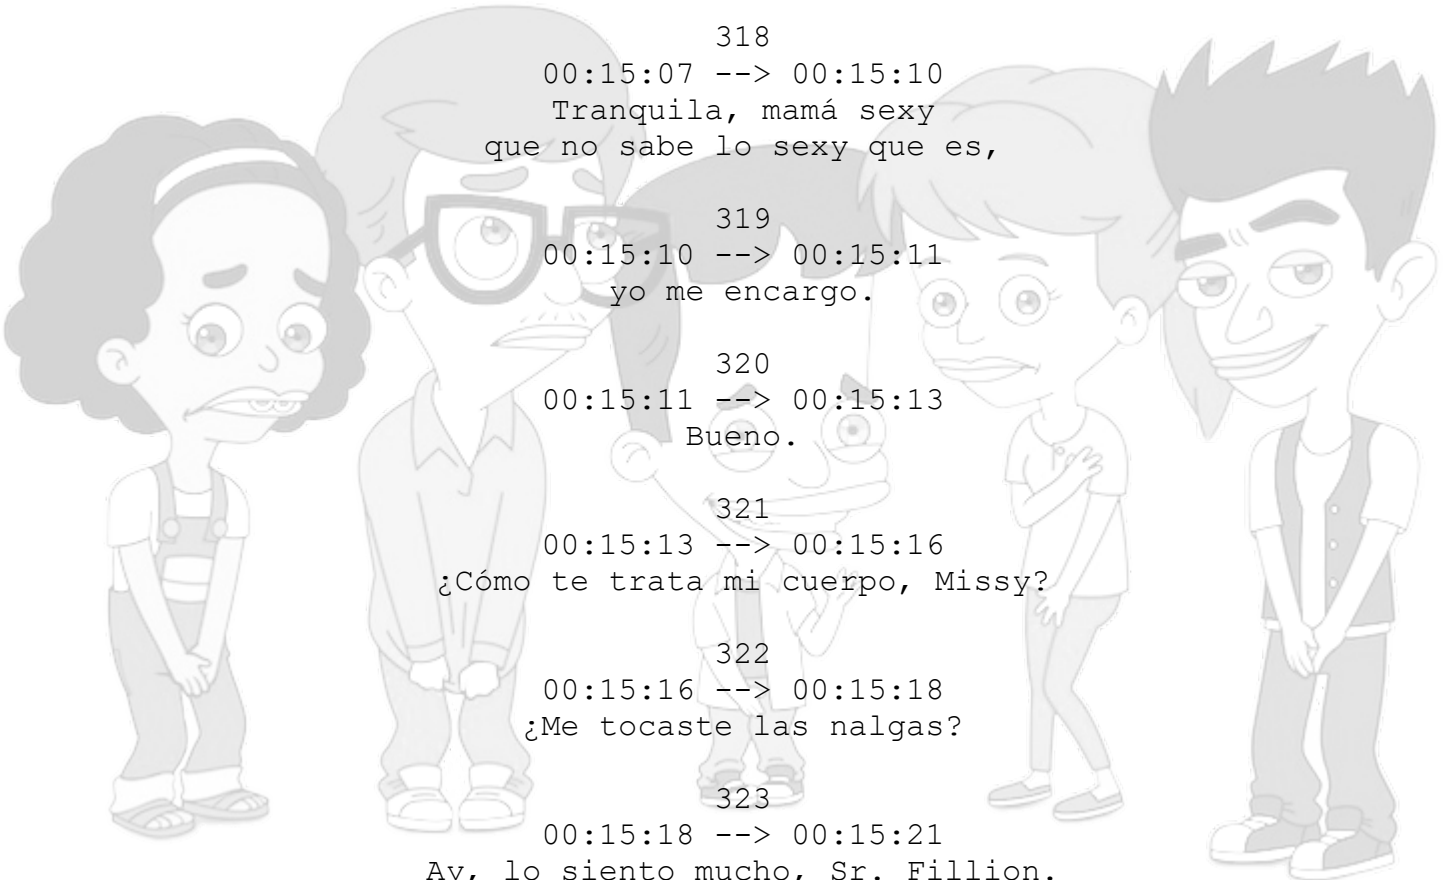 318
00:15:07 --> 00:15:10
Tranquila, mamá sexy
que no sabe lo sexy que es,
319
00:15:10 --> 00:15:11
yo me encargo.
320
00:15:11 --> 00:15:13
Bueno.
321
00:15:13 --> 00:15:16
¿Cómo te trata mi cuerpo, Missy?
322
00:15:16 --> 00:15:18
¿Me tocaste las nalgas?
323
00:15:18 --> 00:15:21
Ay, lo siento mucho, Sr. Fillion.